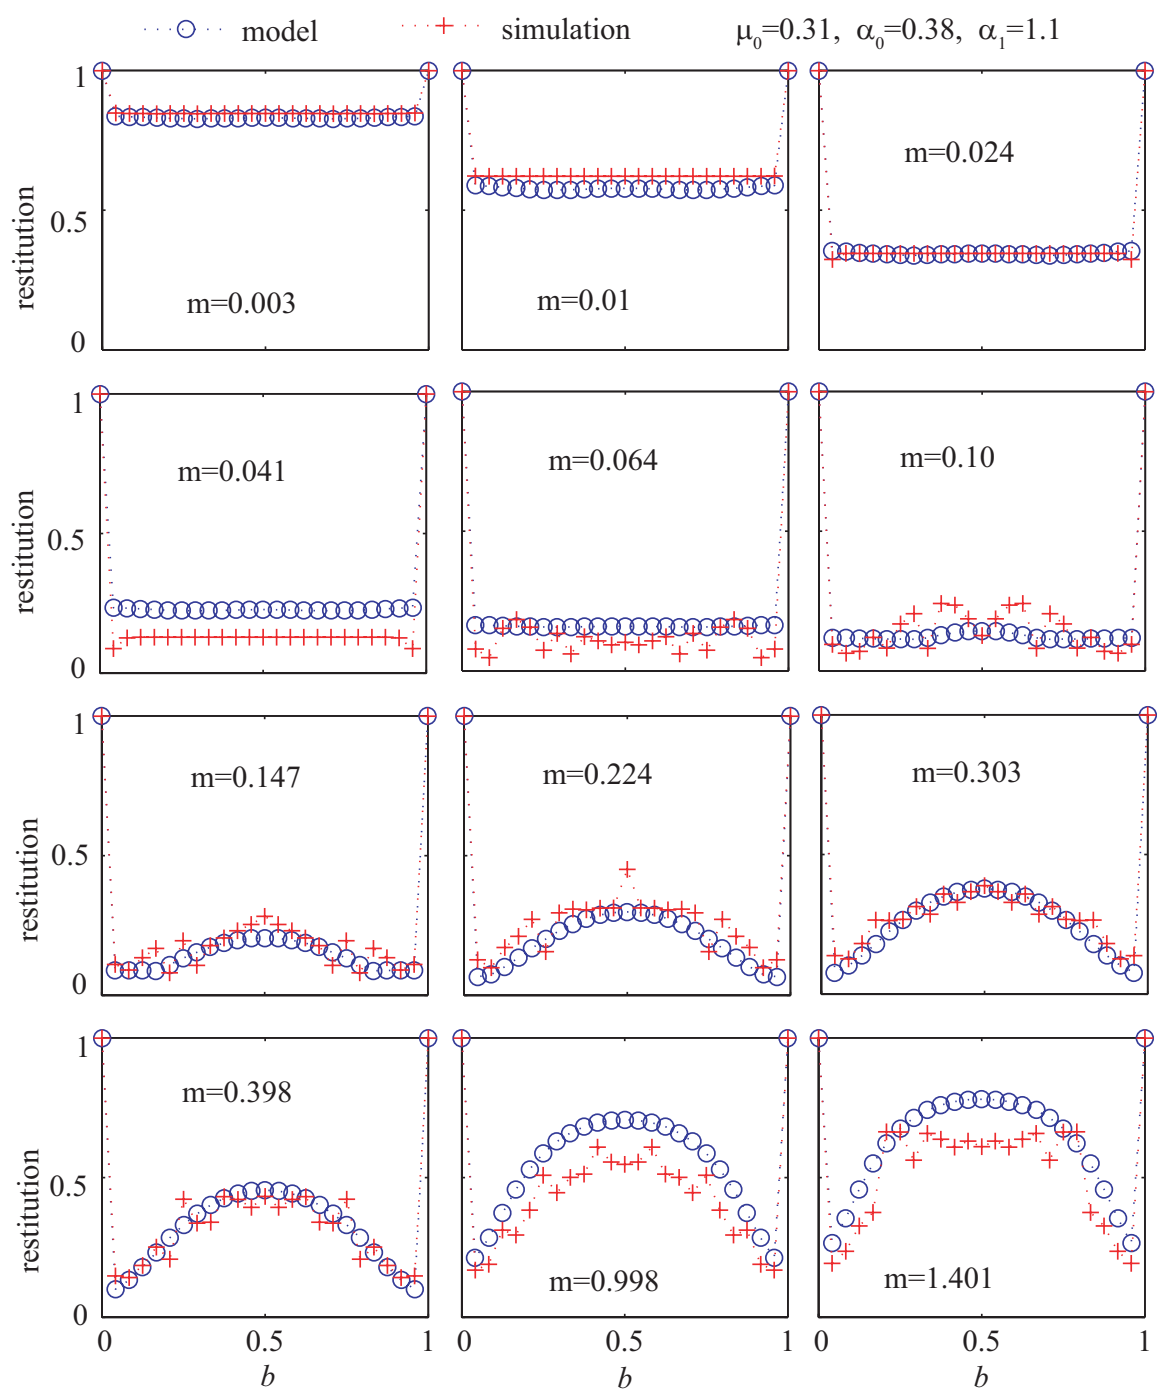 model simulation μ₀=0.31, α₀=0.38, α₁=1.1
1
0.5
0
restitution
m=0.003
m=0.01
m=0.024
1
0.5
0
restitution
m=0.041
m=0.064
m=0.10
1
0.5
0
restitution
m=0.147
m=0.224
m=0.303
1
0.5
0
restitution
m=0.398
m=0.998
m=1.401
0 0.5 1 0 0.5 1 0 0.5 1
b b b